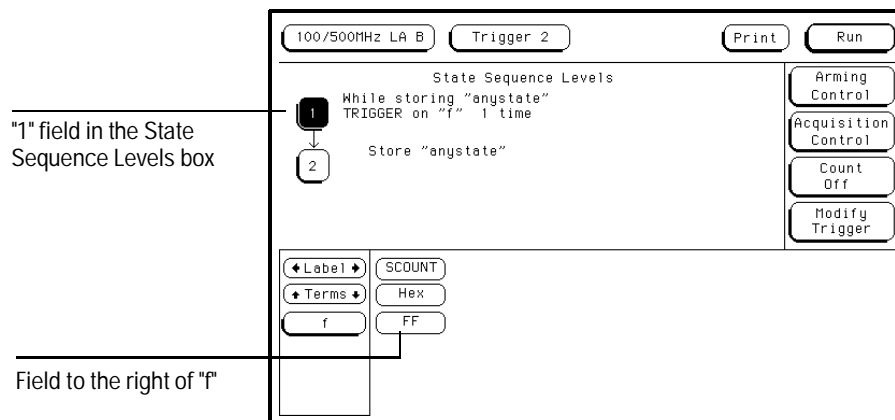 100/500MHz LA B
Trigger 2
Print
Run
State Sequence Levels
While storing "anystate"
1
TRIGGER on "f" 1 time
2
Store "anystate"
Arming
Control
Acquisition
Control
Count
Off
Modify
Trigger
"1" field in the State
Sequence Levels box
Label
SCOUNT
Terms
Hex
f
FF
Field to the right of "f"